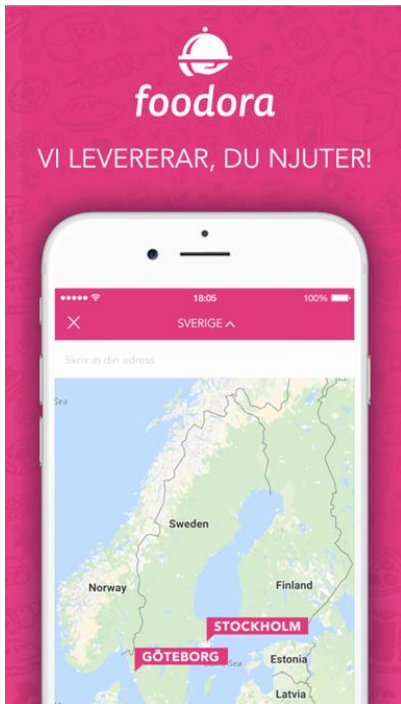 foodora
VI LEVERERAR, DU NJUTER!
18:05
100%
SVERIGE
Skriv in din adress
Sea
Sweden
Norway
Finland
STOCKHOLM
GÖTEBORG
Sea
Estonia
Latvia